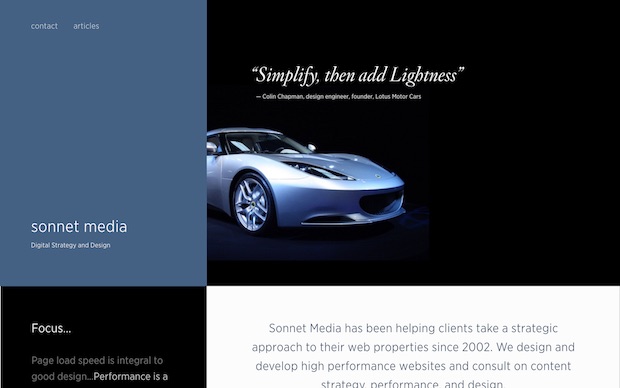 contact articles
“Simplify, then add Lightness”
— Colin Chapman, design engineer, founder, Lotus Motor Cars
sonnet media
Digital Strategy and Design
Focus...
Page load speed is integral to
good design...Performance is a
Sonnet Media has been helping clients take a strategic
approach to their web properties since 2002. We design and
develop high performance websites and consult on content
strategy, performance, and design.